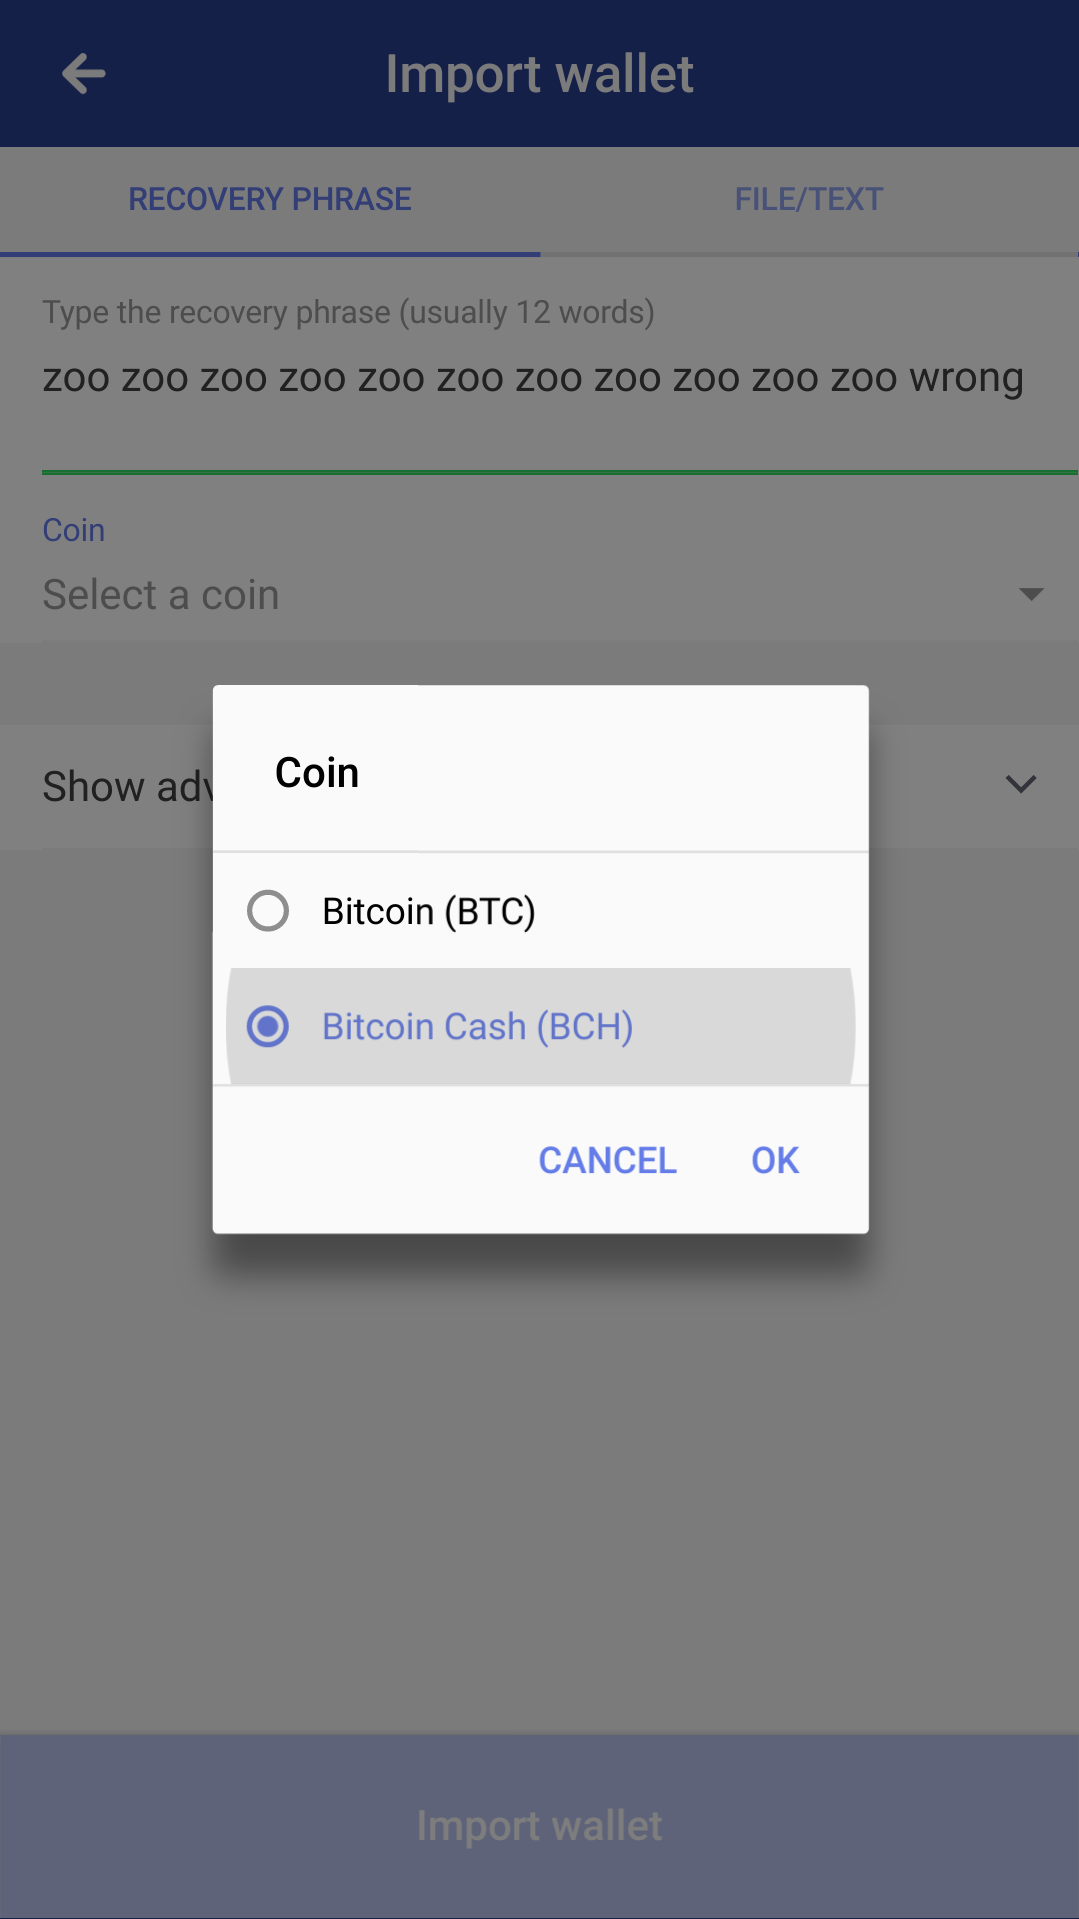 Import wallet
RECOVERY PHRASE
FILE/TEXT
Type the recovery phrase (usually 12 words)
zoo zoo zoo zoo zoo zoo zoo zoo zoo zoo zoo wrong
Coin
Select a coin
Show adv
Coin
Bitcoin (BTC)
Bitcoin Cash (BCH)
CANCEL
OK
Import wallet